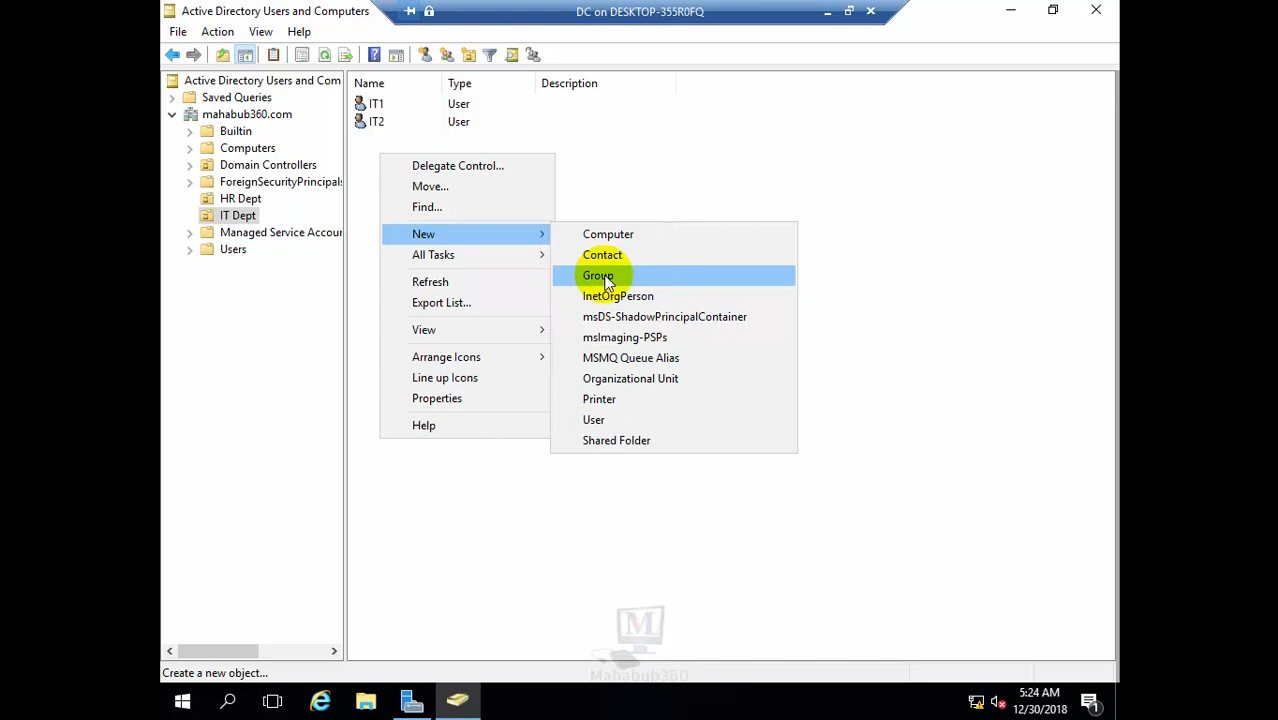 Active Directory Users and Computers
DC on DESKTOP-355R0FQ
File Action View Help
Active Directory Users and Com
Saved Queries
mahabub360.com
Builtin
Computers
Domain Controllers
ForeignSecurityPrincipals
HR Dept
IT Dept
Managed Service Accou
Users
Name Type Description
IT1 User
IT2 User
Delegate Control...
Move...
Find...
New
All Tasks
Refresh
Export List...
View
Arrange Icons
Line up Icons
Properties
Help
Computer
Contact
Group
InetOrgPerson
msDS-ShadowPrincipalContainer
msImaging-PSPs
MSMQ Queue Alias
Organizational Unit
Printer
User
Shared Folder
M
Mahabub360
Create a new object...
5:24 AM
12/30/2018
1